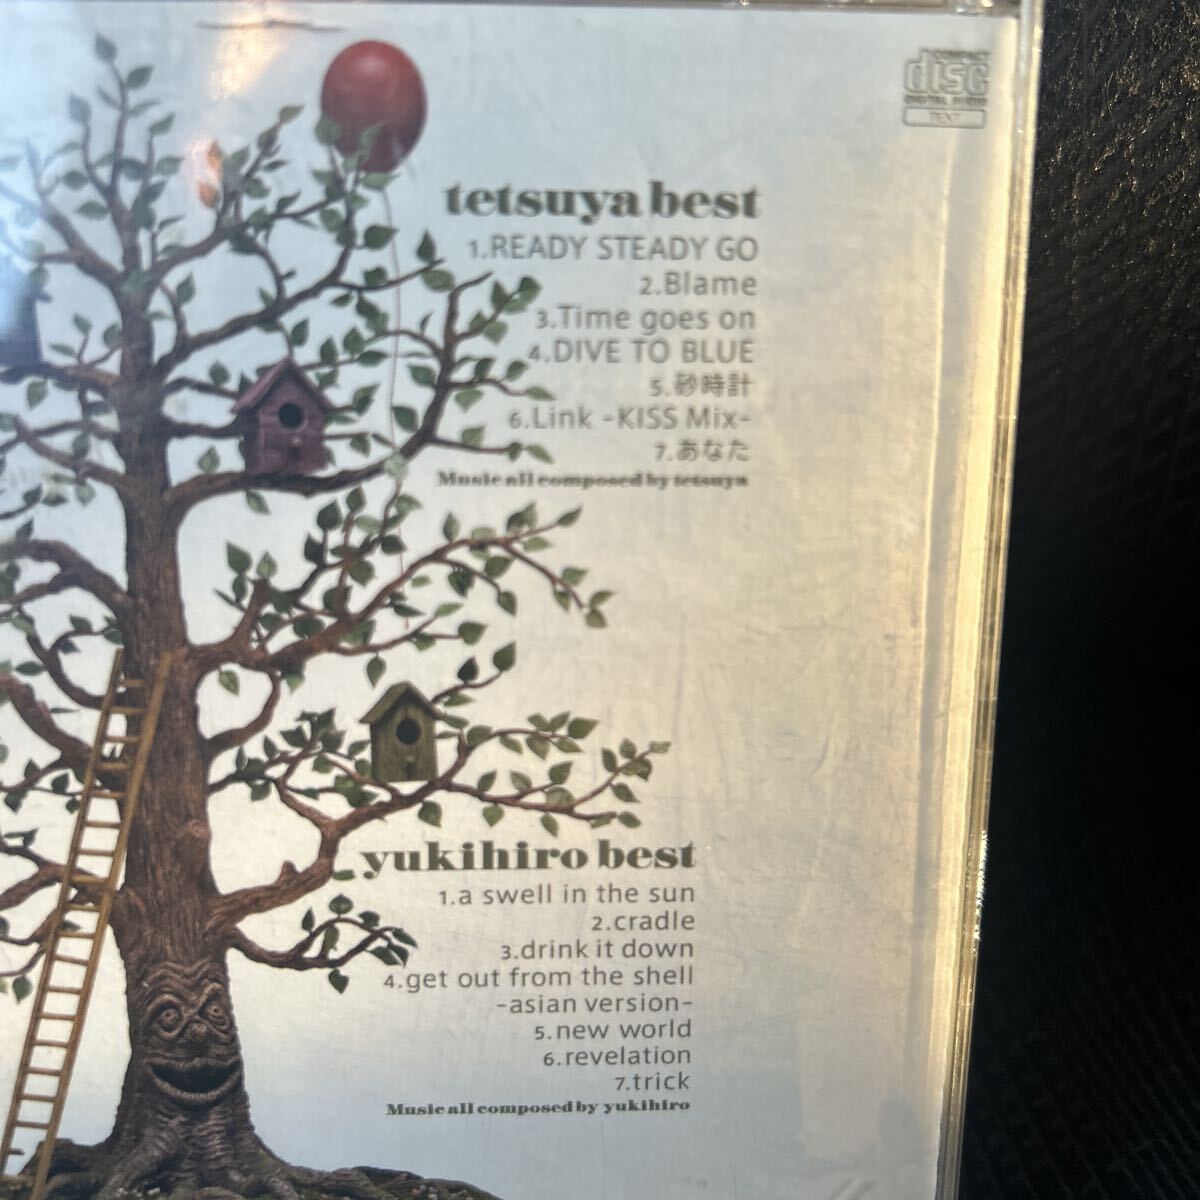 COMPACT
disc
DIGITAL AUDIO
TEXT
tetsuya best
1.READY STEADY GO
2.Blame
3.Time goes on
4.DIVE TO BLUE
5.砂時計
6.Link -KISS Mix-
7.あなた
Music all composed by tetsuya
yukihiro best
1.a swell in the sun
2.cradle
3.drink it down
4.get out from the shell
-asian version-
5.new world
6.revelation
7.trick
Music all composed by yukihiro